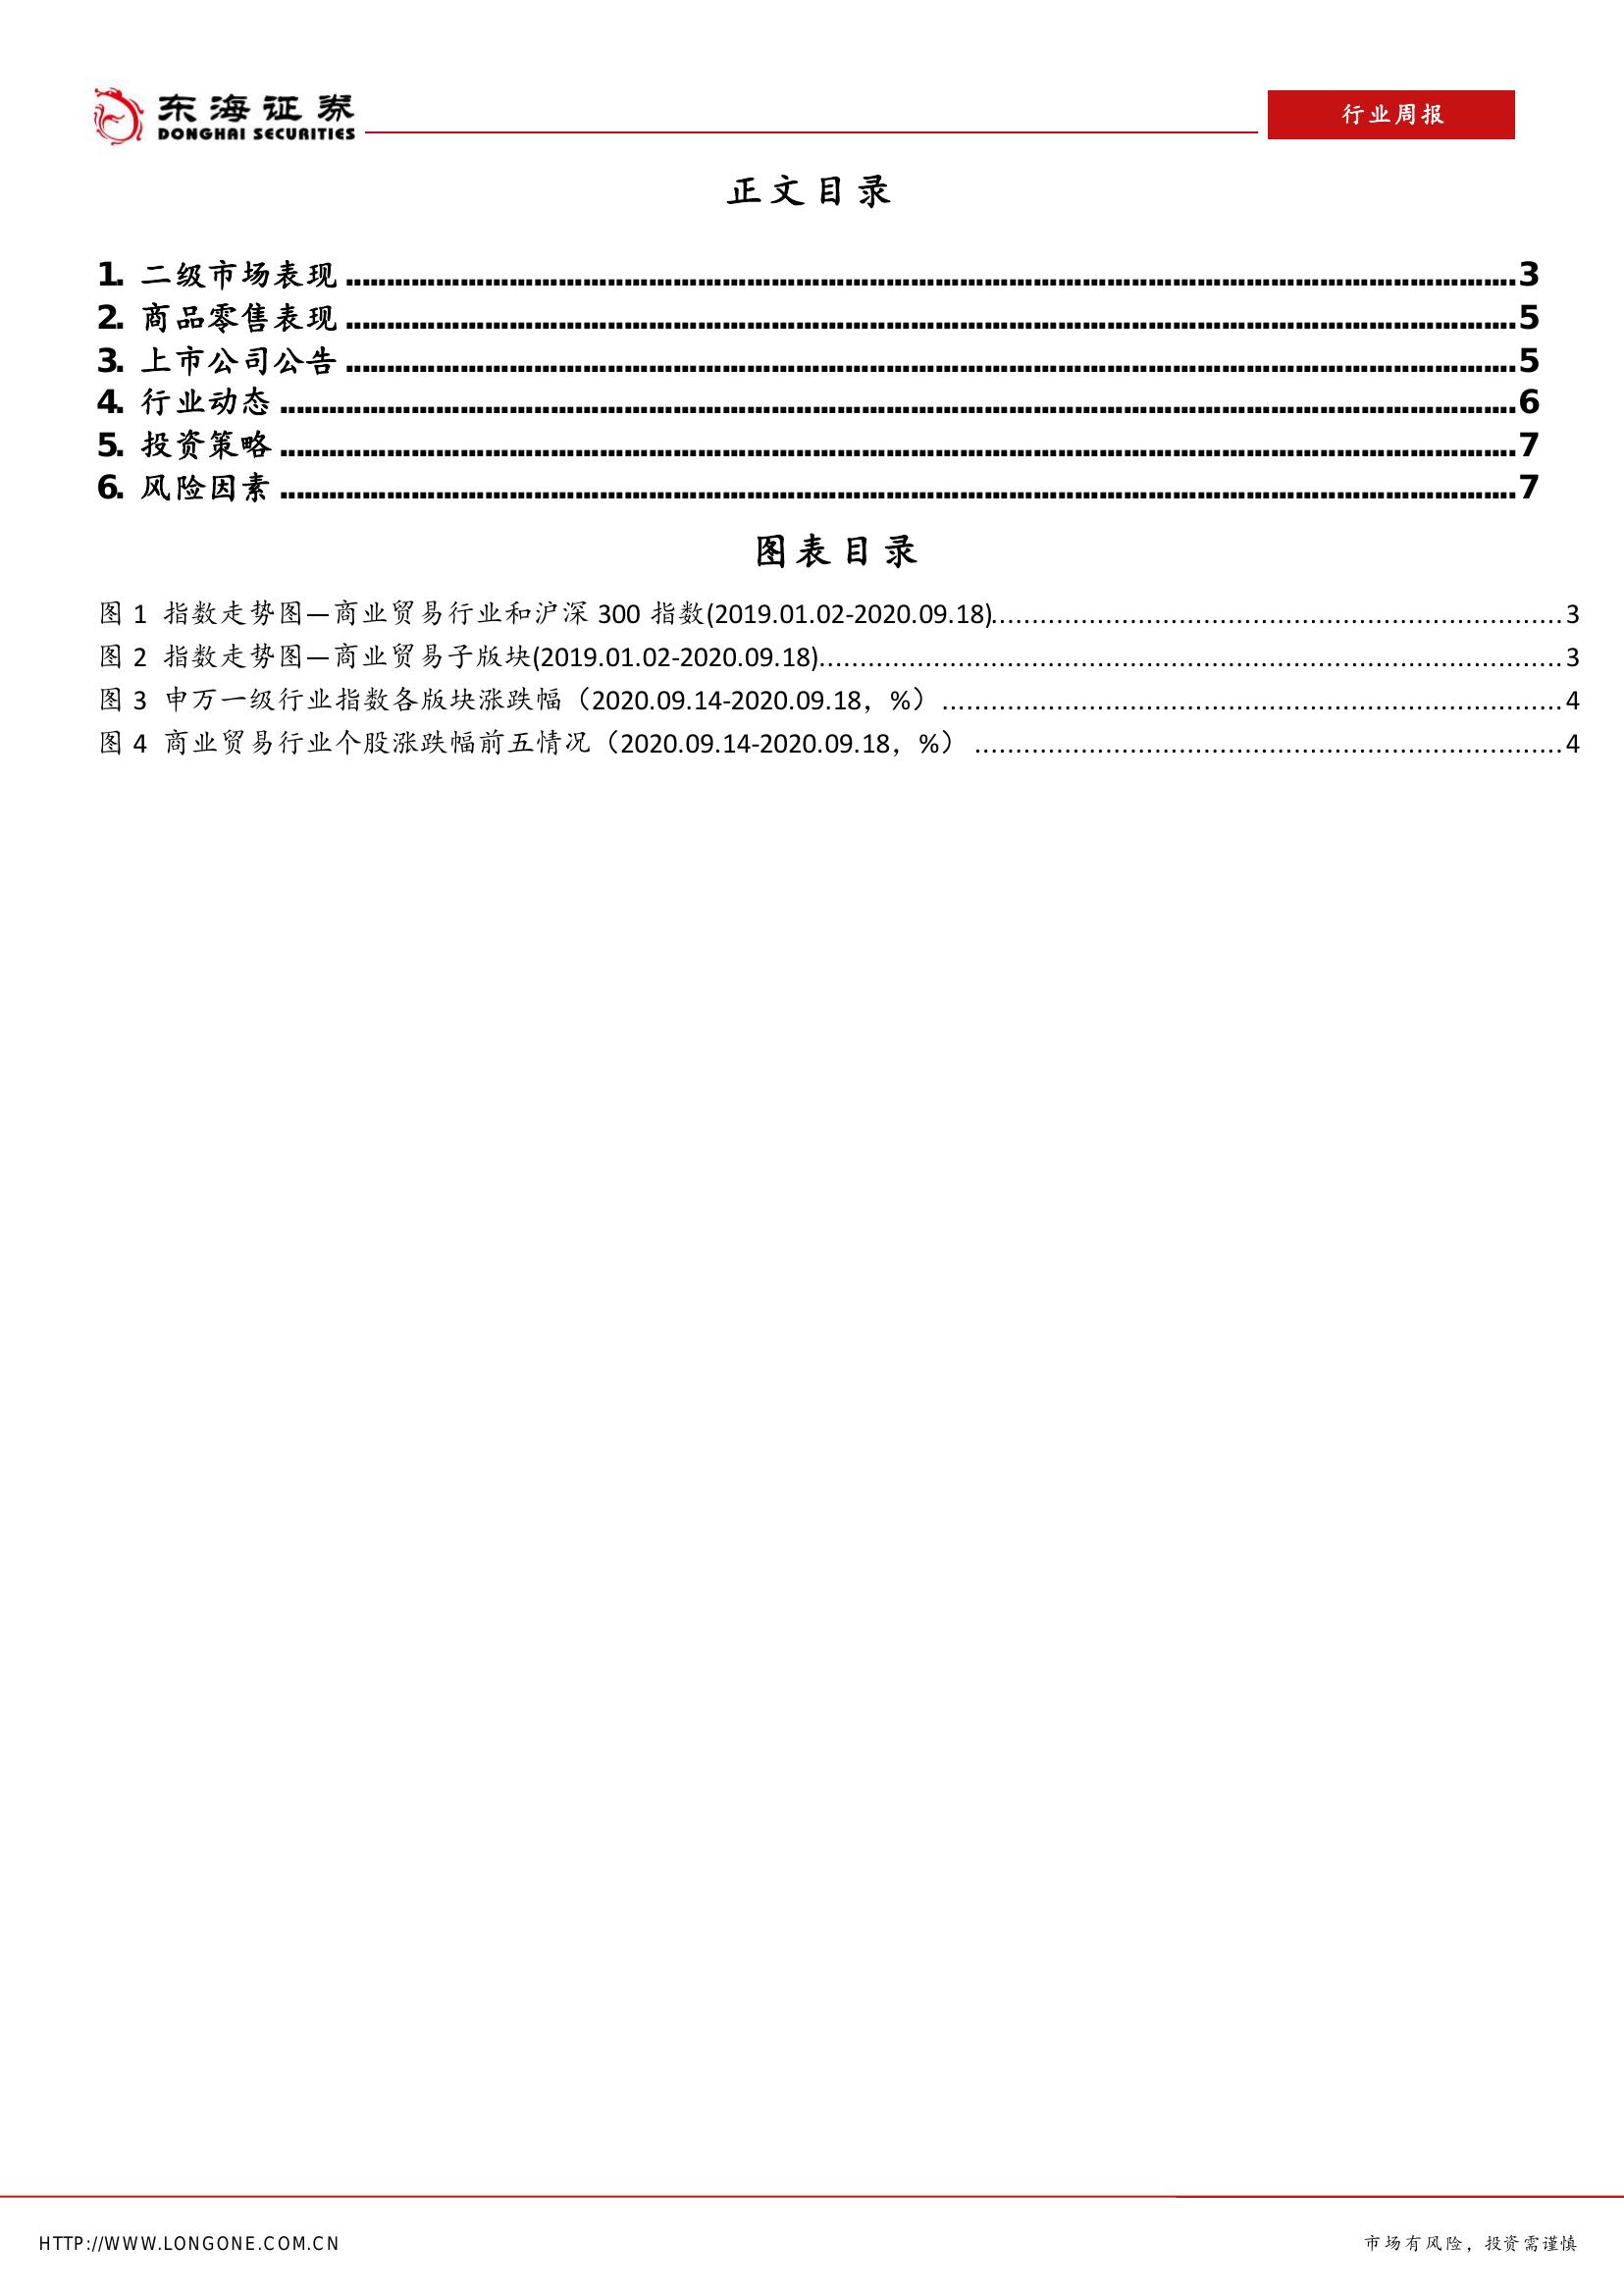 东海证券
DONGHAI SECURITIES
行业周报
正文目录
1. 二级市场表现 ........ 3
2. 商品零售表现 ........ 5
3. 上市公司公告 ........ 5
4. 行业动态 ........ 6
5. 投资策略 ........ 7
6. 风险因素 ........ 7
图表目录
图 1 指数走势图—商业贸易行业和沪深 300 指数(2019.01.02-2020.09.18)........ 3
图 2 指数走势图—商业贸易子版块(2019.01.02-2020.09.18)........ 3
图 3 申万一级行业指数各版块涨跌幅（2020.09.14-2020.09.18，%）........ 4
图 4 商业贸易行业个股涨跌幅前五情况（2020.09.14-2020.09.18，%） ........ 4
HTTP://WWW.LONGONE.COM.CN
市场有风险，投资需谨慎